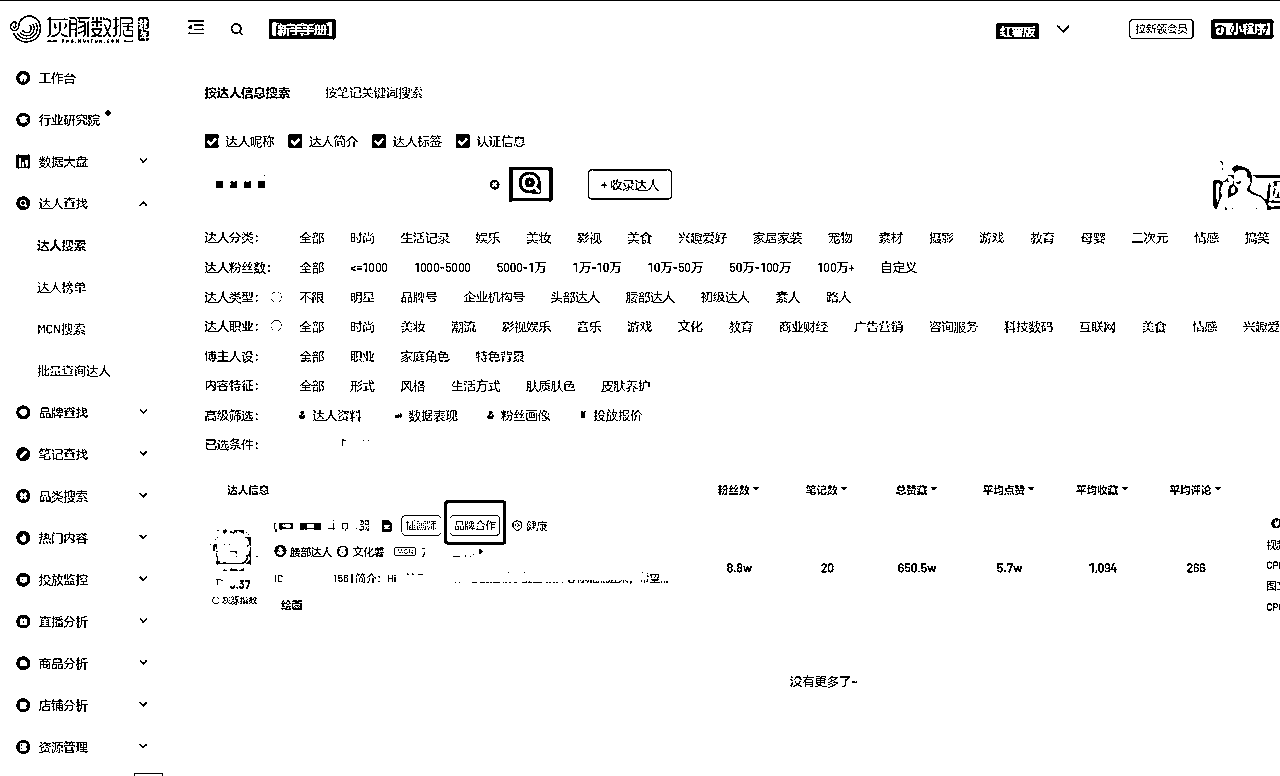 灰豚数据
【新手手册】
红薯版
拉新领会员
小程序
工作台
行业研究院
数据大盘
达人查找
达人搜索
达人榜单
MCN搜索
批量查询达人
品牌查找
笔记查找
品类搜索
热门内容
投放监控
直播分析
商品分析
店铺分析
资源管理
按达人信息搜索 按笔记关键词搜索
达人昵称 达人简介 达人标签 认证信息
+ 收录达人
达人分类: 全部 时尚 生活记录 娱乐 美妆 影视 美食 兴趣爱好 家居家装 宠物 素材 摄影 游戏 教育 母婴 二次元 情感 搞笑
达人粉丝数: 全部 <=1000 1000-5000 5000-1万 1万-10万 10万-50万 50万-100万 100万+ 自定义
达人类型: 不限 明星 品牌号 企业机构号 头部达人 腰部达人 初级达人 素人 路人
达人职业: 全部 时尚 美妆 潮流 影视娱乐 音乐 游戏 文化 教育 商业财经 广告营销 咨询服务 科技数码 互联网 美食 情感 兴趣爱
博主人设: 全部 职业 家庭角色 特色背景
内容特征: 全部 形式 风格 生活方式 肤质肤色 皮肤养护
高级筛选: 达人资料 数据表现 粉丝画像 投放报价
已选条件:
达人信息 粉丝数 笔记数 总赞藏 平均点赞 平均收藏 平均评论
插画师 品牌合作 健康
腰部达人 文化薯 MCN
ID 156 | 简介: Hi
.37
灰豚指数
绘画
8.8w 20 650.5w 5.7w 1,094 266
视频
CP
图文
CP
没有更多了~